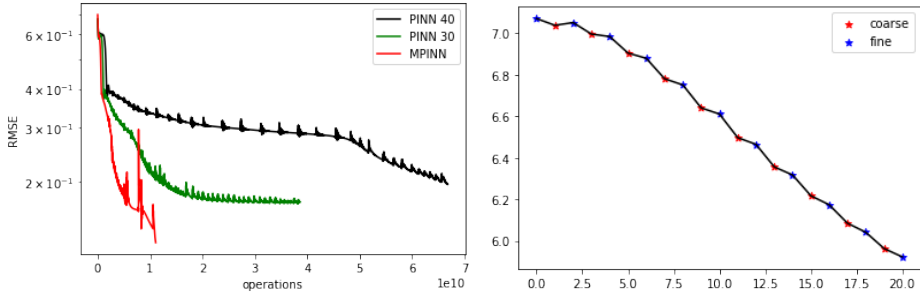 PINN 40
PINN 30
MPINN
6 × 10⁻¹
4 × 10⁻¹
3 × 10⁻¹
2 × 10⁻¹
RMSE
0 1 2 3 4 5 6 7
operations
1e10
coarse
fine
7.0
6.8
6.6
6.4
6.2
6.0
0.0 2.5 5.0 7.5 10.0 12.5 15.0 17.5 20.0